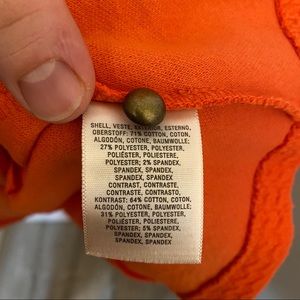 SHELL, VESTE, EXTERIOR, ESTERNO,
OBERSTOFF: 71% COTTON, COTON,
ALGODÓN, COTONE, BAUMWOLLE;
27% POLYESTER, POLYESTER,
POLIÉSTER, POLIESTERE,
POLYESTER; 2% SPANDEX,
SPANDEX, SPANDEX,
SPANDEX, SPANDEX
CONTRAST, CONTRASTE,
CONTRASTE, CONTRASTO,
KONTRAST: 64% COTTON, COTON,
ALGODÓN, COTONE, BAUMWOLLE;
31% POLYESTER, POLYESTER,
POLIÉSTER, POLIESTERE,
POLYESTER; 5% SPANDEX,
SPANDEX, SPANDEX,
SPANDEX, SPANDEX